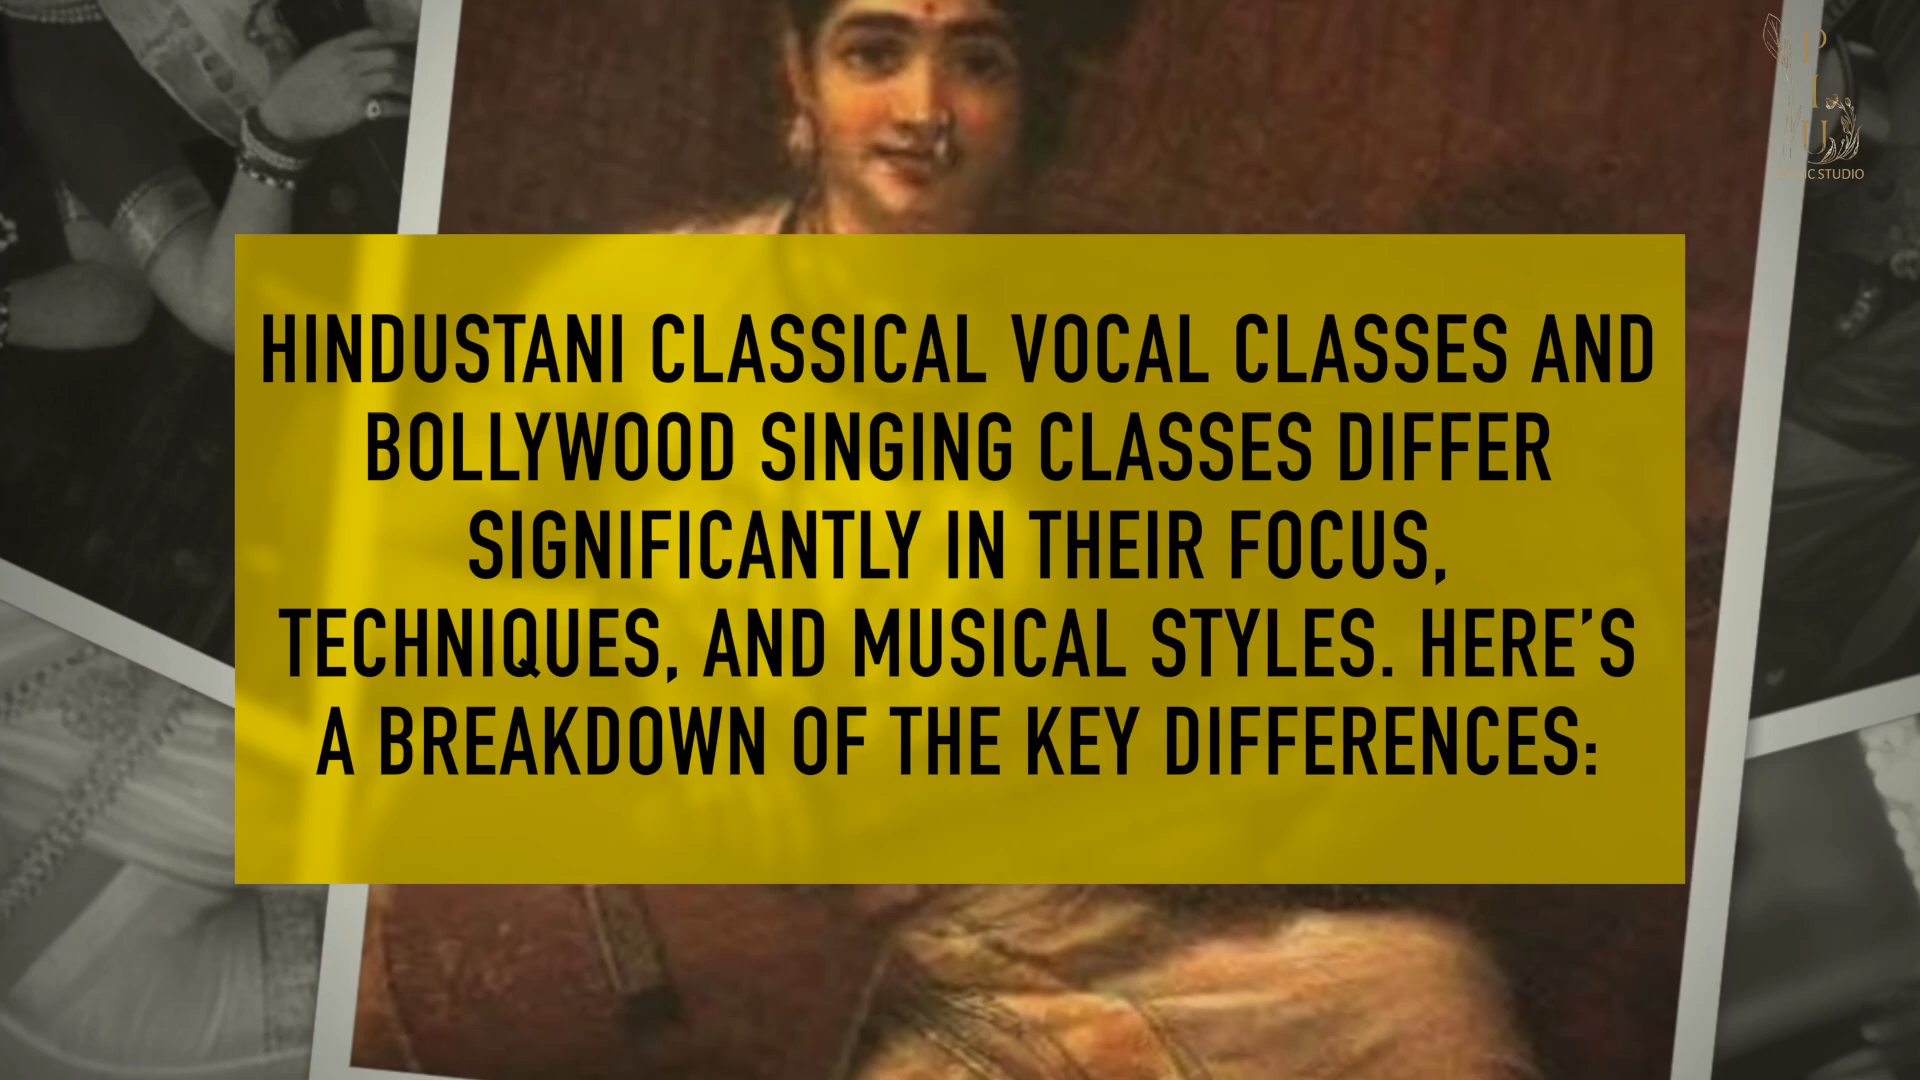 P
I
U
HINDUSTANI CLASSICAL VOCAL CLASSES AND
BOLLYWOOD SINGING CLASSES DIFFER
SIGNIFICANTLY IN THEIR FOCUS,
TECHNIQUES, AND MUSICAL STYLES. HERE’S
A BREAKDOWN OF THE KEY DIFFERENCES:
STUDIO